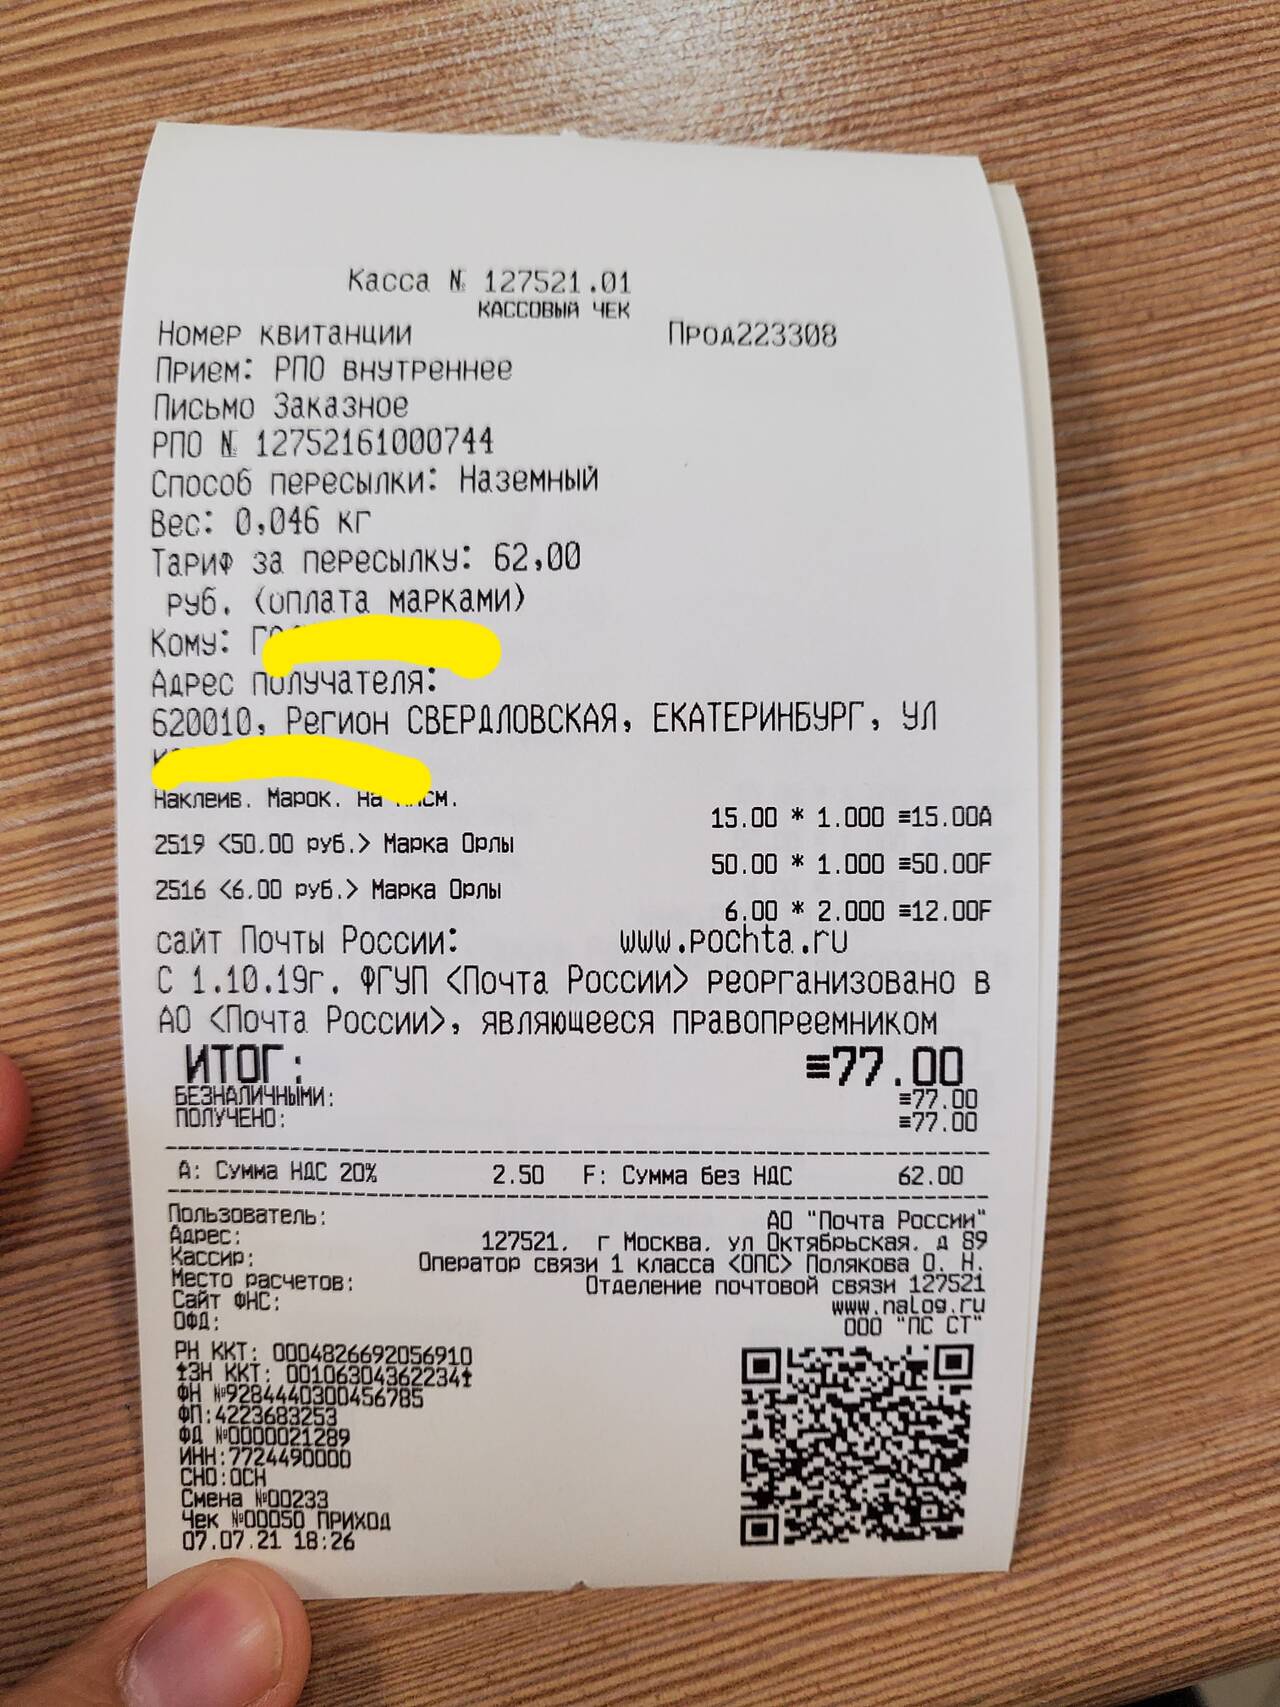 Касса № 127521.01
КАССОВЫЙ ЧЕК
Номер квитанции Прод223308
Прием: РПО внутреннее
Письмо Заказное
РПО № 12752161000744
Способ пересылки: Наземный
Вес: 0,046 кг
Тариф за пересылку: 62,00
руб. (оплата марками)
Кому:
Адрес получателя:
620010, Регион СВЕРДЛОВСКАЯ, ЕКАТЕРИНБУРГ, УЛ
Наклеив. Марок. на
15.00 * 1.000 ≡15.00А
2519 <50.00 руб.> Марка Орлы
50.00 * 1.000 ≡50.00F
2516 <6.00 руб.> Марка Орлы
6.00 * 2.000 ≡12.00F
сайт Почты России: www.pochta.ru
С 1.10.19г. ФГУП <Почта России> реорганизовано в
АО <Почта России>, являющееся правопреемником
ИТОГ: ≡77.00
БЕЗНАЛИЧНЫМИ: ≡77.00
ПОЛУЧЕНО: ≡77.00
А: Сумма НДС 20% 2.50 F: Сумма без НДС 62.00
Пользователь: АО "Почта России"
Адрес: 127521, г Москва, ул Октябрьская, д 89
Кассир: Оператор связи 1 класса <ОПС> Полякова О. Н.
Место расчетов: Отделение почтовой связи 127521
Сайт ФНС: www.nalog.ru
ОФД: ООО "ПС СТ"
РН ККТ: 0004826692056910
ЗН ККТ: 00106304362234
ФН №9284440300456785
ФП:4223683253
ФД №0000021289
ИНН:7724490000
СНО:ОСН
Смена №00233
Чек №00050 ПРИХОД
07.07.21 18:26